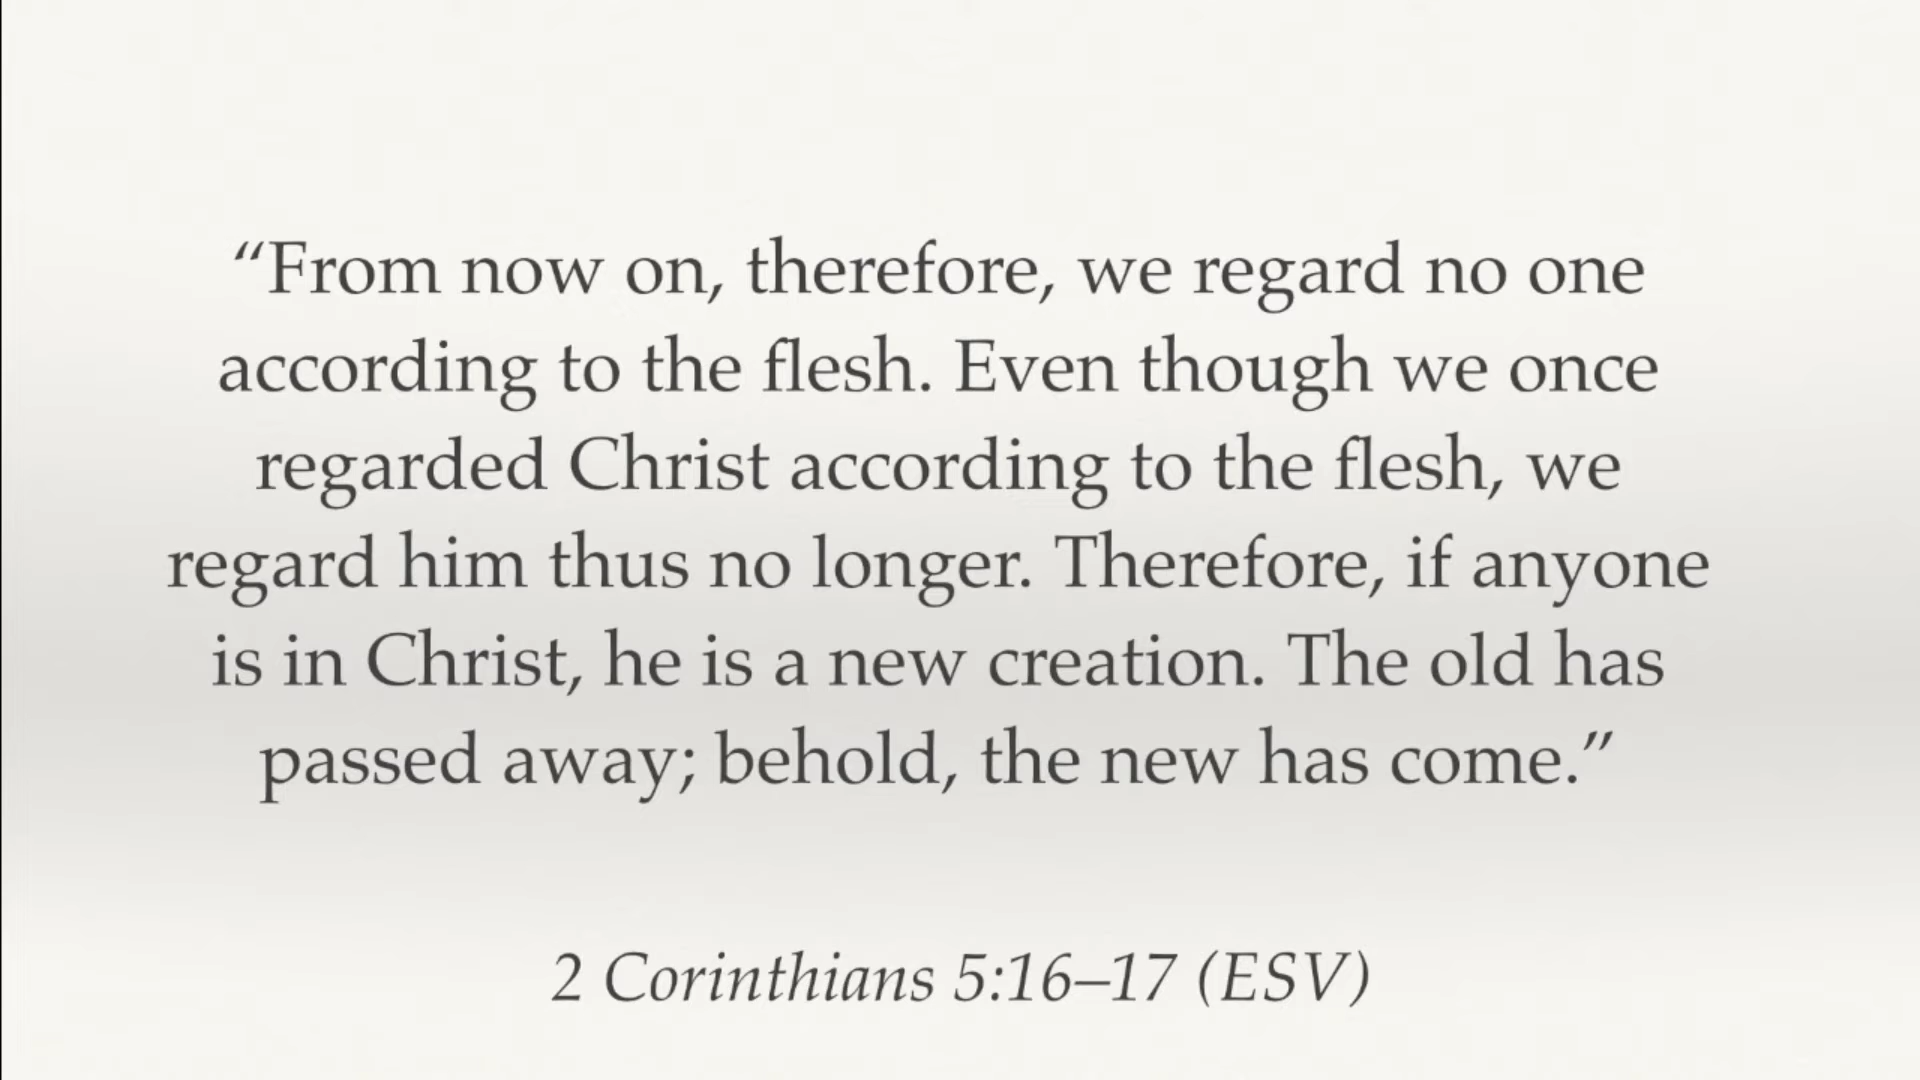 “From now on, therefore, we regard no one
according to the flesh. Even though we once
regarded Christ according to the flesh, we
regard him thus no longer. Therefore, if anyone
is in Christ, he is a new creation. The old has
passed away; behold, the new has come.”
2 Corinthians 5:16–17 (ESV)